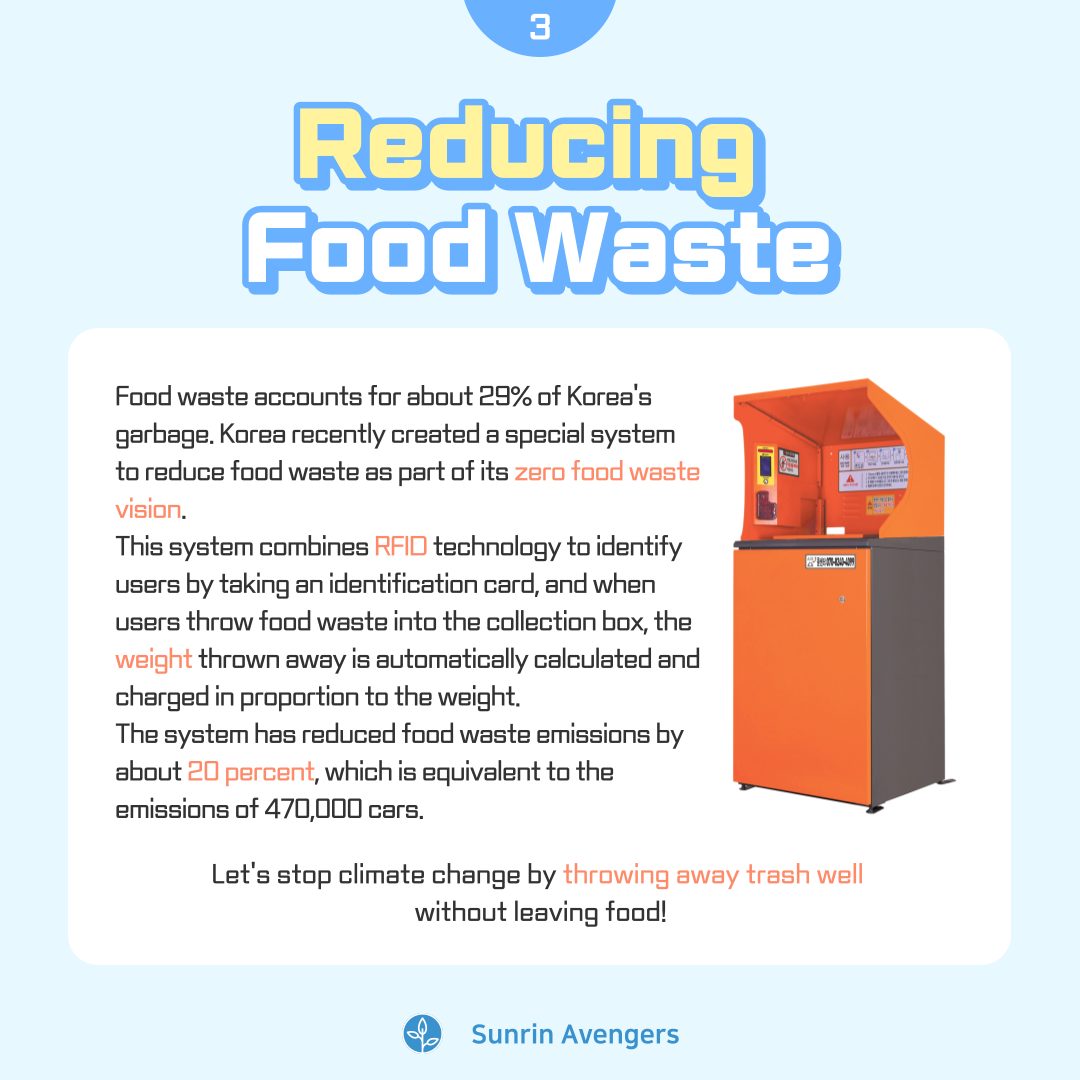 3
Reducing
Food Waste
Food waste accounts for about 29% of Korea's
garbage. Korea recently created a special system
to reduce food waste as part of its zero food waste
vision.
This system combines RFID technology to identify
users by taking an identification card, and when
users throw food waste into the collection box, the
weight thrown away is automatically calculated and
charged in proportion to the weight.
The system has reduced food waste emissions by
about 20 percent, which is equivalent to the
emissions of 470,000 cars.
Let's stop climate change by throwing away trash well
without leaving food!
Sunrin Avengers